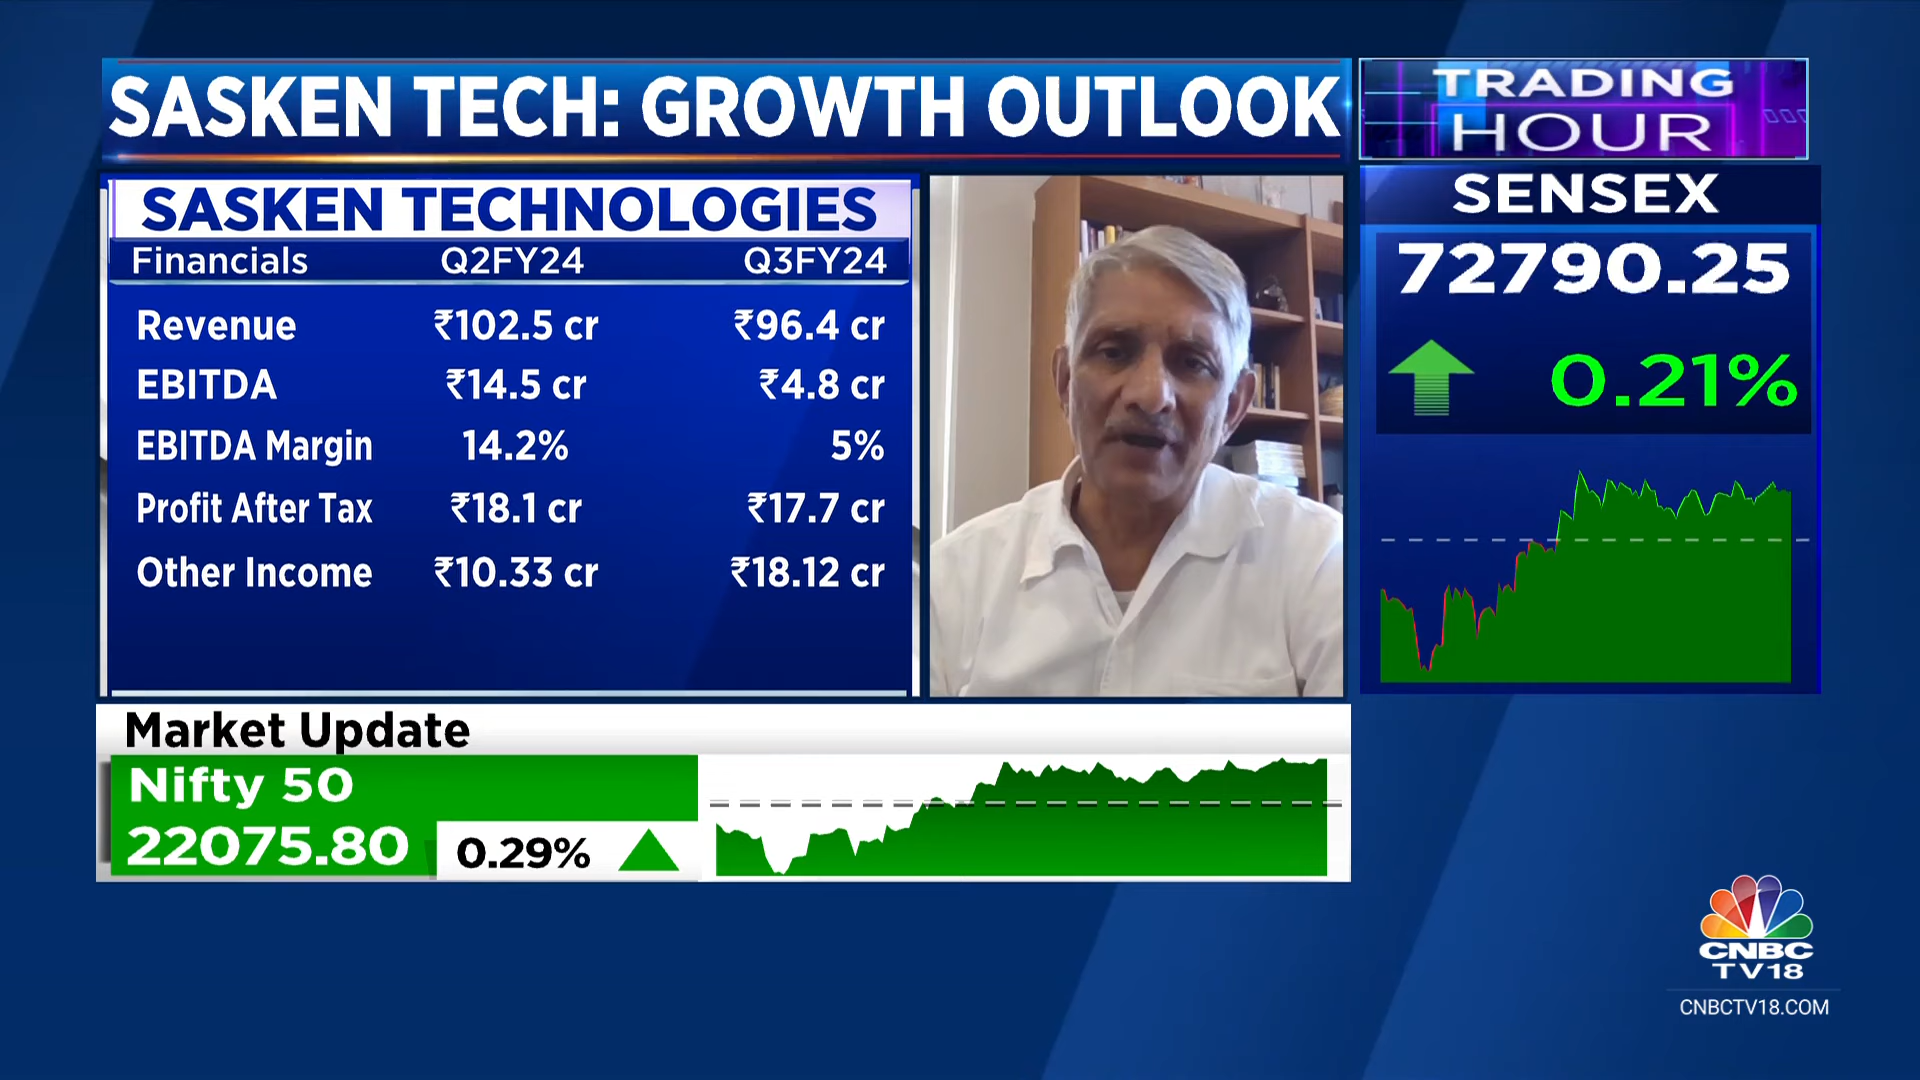 SASKEN TECH: GROWTH OUTLOOK
TRADING
HOUR
SASKEN TECHNOLOGIES
Financials Q2FY24 Q3FY24
Revenue ₹102.5 cr ₹96.4 cr
EBITDA ₹14.5 cr ₹4.8 cr
EBITDA Margin 14.2% 5%
Profit After Tax ₹18.1 cr ₹17.7 cr
Other Income ₹10.33 cr ₹18.12 cr
SENSEX
72790.25
0.21%
Market Update
Nifty 50
22075.80
0.29%
CNBC
TV18
CNBCTV18.COM